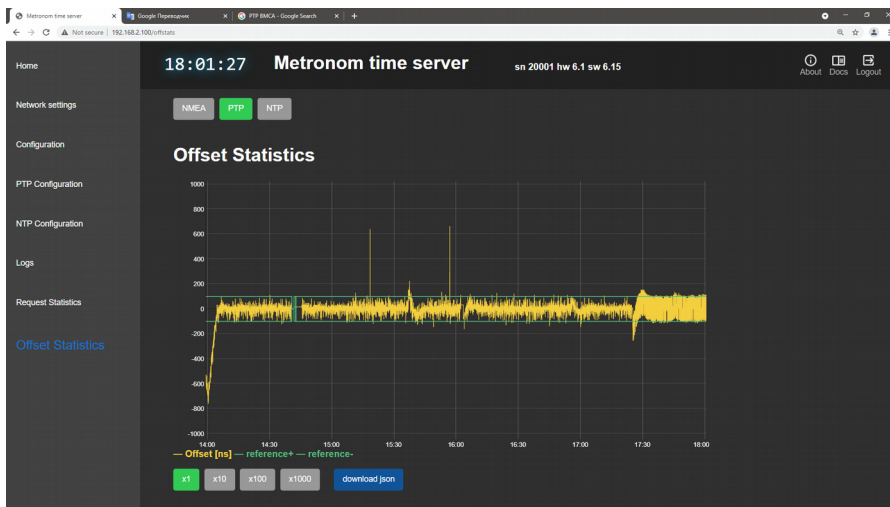 Metronom time server
Google Переводчик
PTP BMCA - Google Search
Not secure | 192.168.2.100/offstats
Home
Network settings
Configuration
PTP Configuration
NTP Configuration
Logs
Request Statistics
Offset Statistics
18:01:27 Metronom time server sn 20001 hw 6.1 sw 6.15
About Docs Logout
NMEA PTP NTP
Offset Statistics
1000
800
600
400
200
0
-200
-400
-600
-800
-1000
14:00 14:30 15:00 15:30 16:00 16:30 17:00 17:30 18:00
— Offset [ns] — reference+ — reference-
x1 x10 x100 x1000 download json